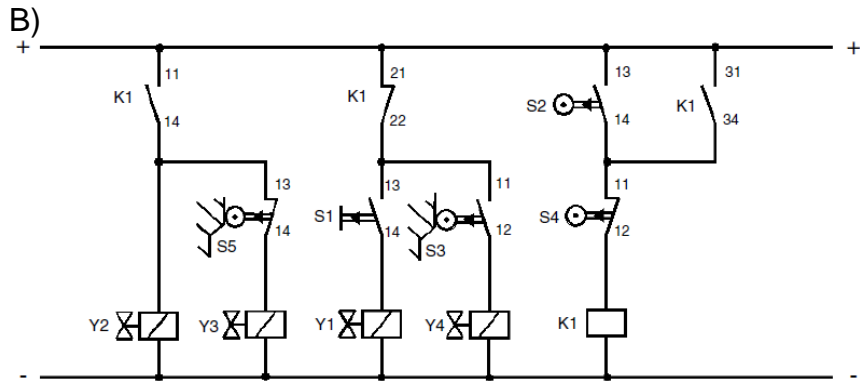 B)
+ +
11 21 13 31
K1 K1 S2 K1
14 22 14 34
13 13 11 11
S1 S4
14 14 12 12
S5 S3
Y2 Y3 Y1 Y4 K1
- -